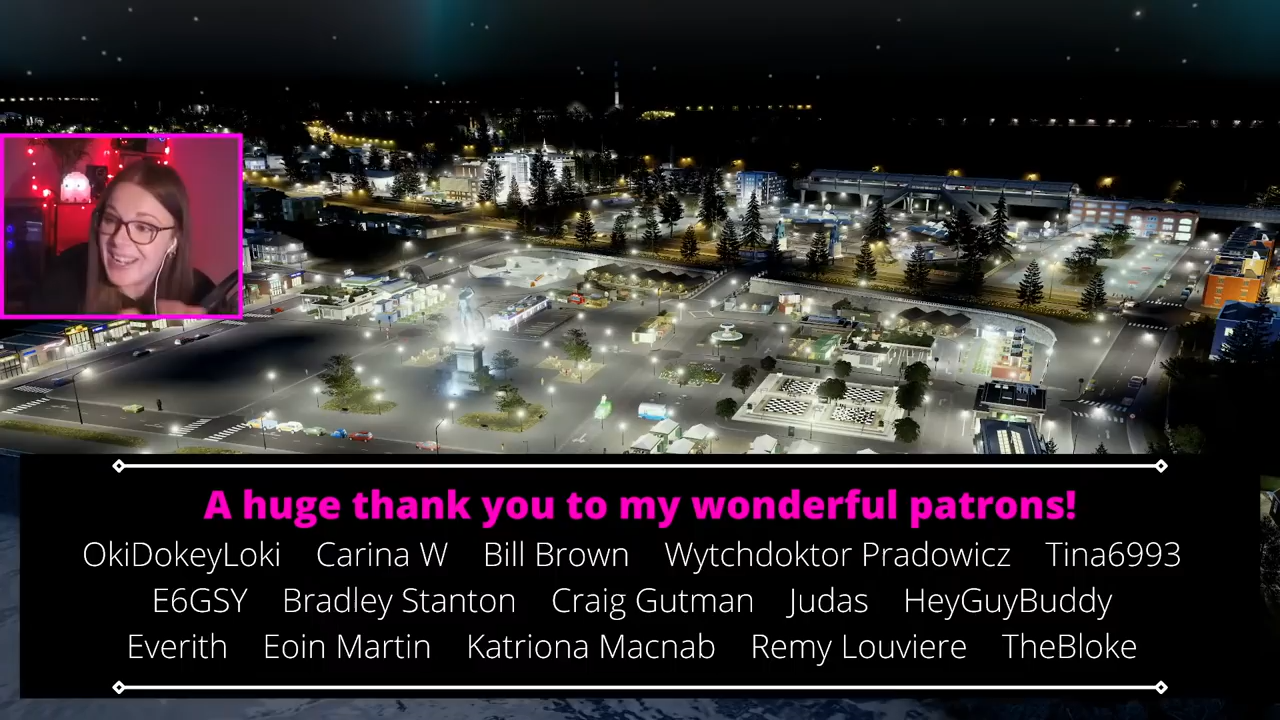 A huge thank you to my wonderful patrons!
OkiDokeyLoki Carina W Bill Brown Wytchdoktor Pradowicz Tina6993
E6GSY Bradley Stanton Craig Gutman Judas HeyGuyBuddy
Everith Eoin Martin Katriona Macnab Remy Louviere TheBloke